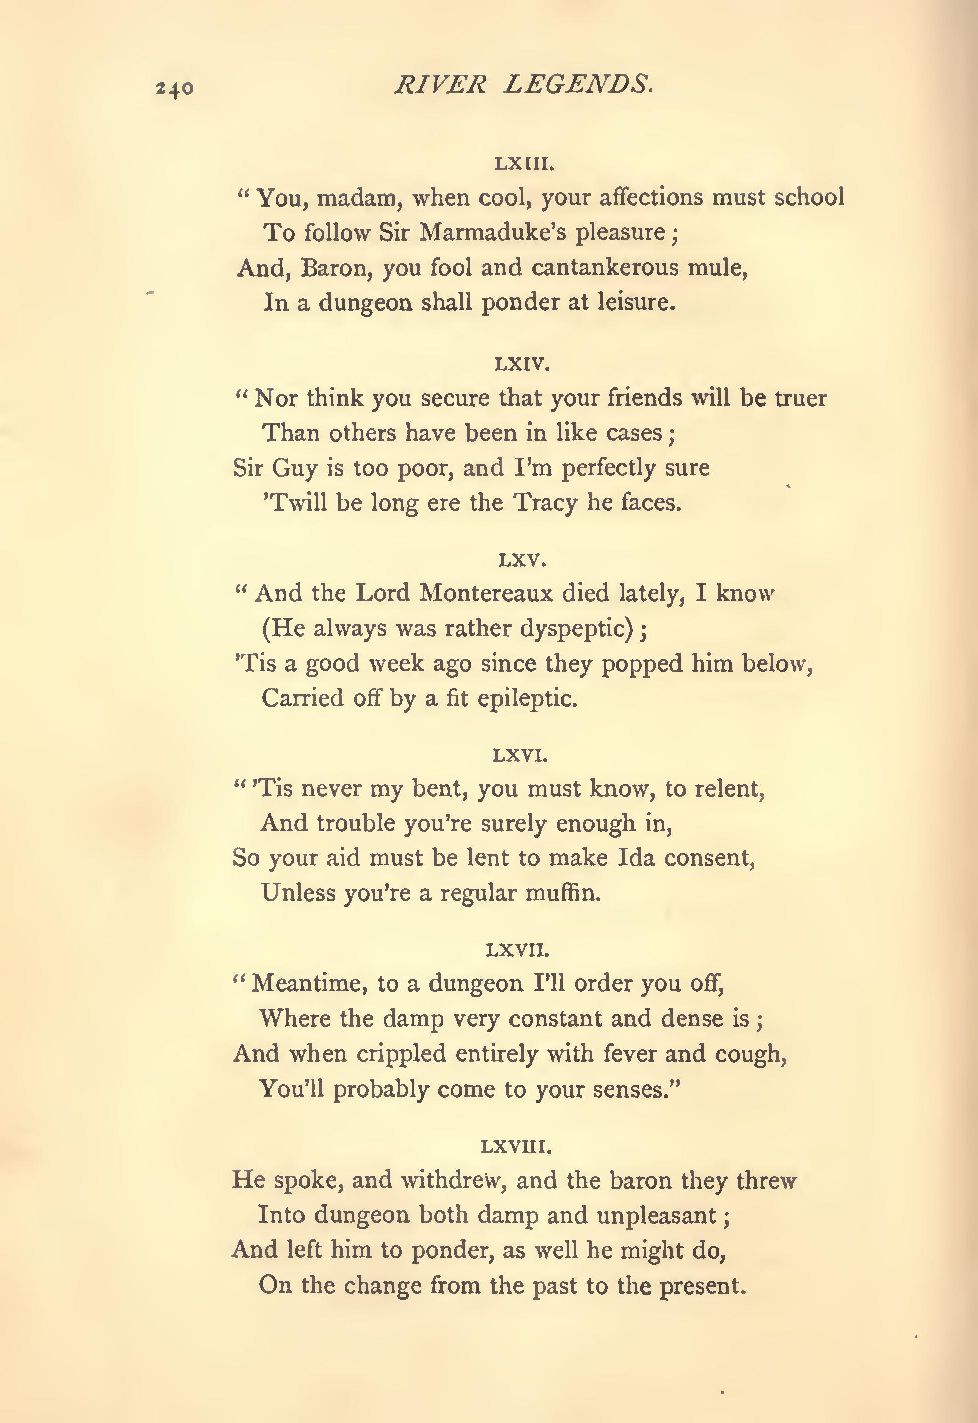 240 RIVER LEGENDS.
LXIII.
“ You, madam, when cool, your affections must school
To follow Sir Marmaduke’s pleasure ;
And, Baron, you fool and cantankerous mule,
In a dungeon shall ponder at leisure.
LXIV.
“ Nor think you secure that your friends will be truer
Than others have been in like cases ;
Sir Guy is too poor, and I’m perfectly sure
’Twill be long ere the Tracy he faces.
LXV.
“ And the Lord Montereaux died lately, I know
(He always was rather dyspeptic) ;
’Tis a good week ago since they popped him below,
Carried off by a fit epileptic.
LXVI.
“ ’Tis never my bent, you must know, to relent,
And trouble you’re surely enough in,
So your aid must be lent to make Ida consent,
Unless you’re a regular muffin.
LXVII.
“ Meantime, to a dungeon I’ll order you off,
Where the damp very constant and dense is ;
And when crippled entirely with fever and cough,
You’ll probably come to your senses.”
LXVIII.
He spoke, and withdrew, and the baron they threw
Into dungeon both damp and unpleasant ;
And left him to ponder, as well he might do,
On the change from the past to the present.